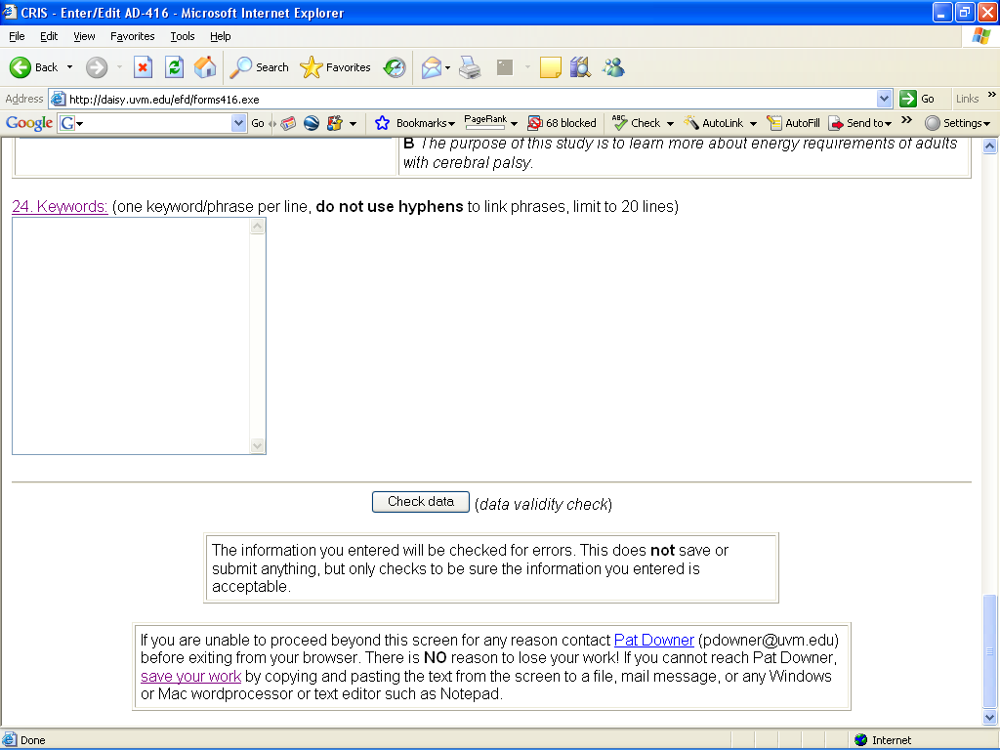 CRIS - Enter/Edit AD-416 - Microsoft Internet Explorer
File Edit View Favorites Tools Help
Back Search Favorites
Address http://daisy.uvm.edu/efd/forms416.exe Go Links »
Google G Go Bookmarks PageRank 68 blocked ABC Check AutoLink AutoFill Send to » Settings
B The purpose of this study is to learn more about energy requirements of adults
with cerebral palsy.
24. Keywords: (one keyword/phrase per line, do not use hyphens to link phrases, limit to 20 lines)
Check data (data validity check)
The information you entered will be checked for errors. This does not save or
submit anything, but only checks to be sure the information you entered is
acceptable.
If you are unable to proceed beyond this screen for any reason contact Pat Downer (pdowner@uvm.edu)
before exiting from your browser. There is NO reason to lose your work! If you cannot reach Pat Downer,
save your work by copying and pasting the text from the screen to a file, mail message, or any Windows
or Mac wordprocessor or text editor such as Notepad.
Done Internet